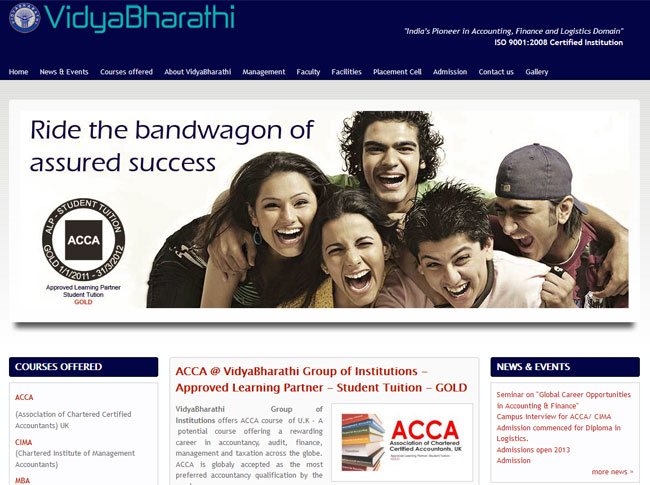 VidyaBharathi
"India's Pioneer in Accounting, Finance and Logistics Domain"
ISO 9001:2008 Certified Institution
Home News & Events Courses offered About VidyaBharathi Management Faculty Facilities Placement Cell Admission Contact us Gallery
Ride the bandwagon of
assured success
ALP - STUDENT TUITION
ACCA
GOLD 1/1/2011 - 31/3/2012
Approved Learning Partner
Student Tution
GOLD
COURSES OFFERED
ACCA
(Association of Chartered Certified
Accountants) UK
CIMA
(Chartered Institute of Management
Accountants)
MBA
ACCA @ VidyaBharathi Group of Institutions –
Approved Learning Partner – Student Tuition – GOLD
VidyaBharathi Group of
Institutions offers ACCA course of U.K - A
potential course offering a rewarding
career in accountancy, audit, finance,
management and taxation across the globe.
ACCA is globaly accepted as the most
preferred accountancy qualification by the
ACCA
Association of Chartered
Certified Accountants, UK
Approved Learning Partner- Student Tuition
GOLD
NEWS & EVENTS
Seminar on "Global Career Opportunities
in Accounting & Finance"
Campus Interview for ACCA/ CIMA
Admission commenced for Diploma in
Logistics.
Admissions open 2013
Admission
more news »